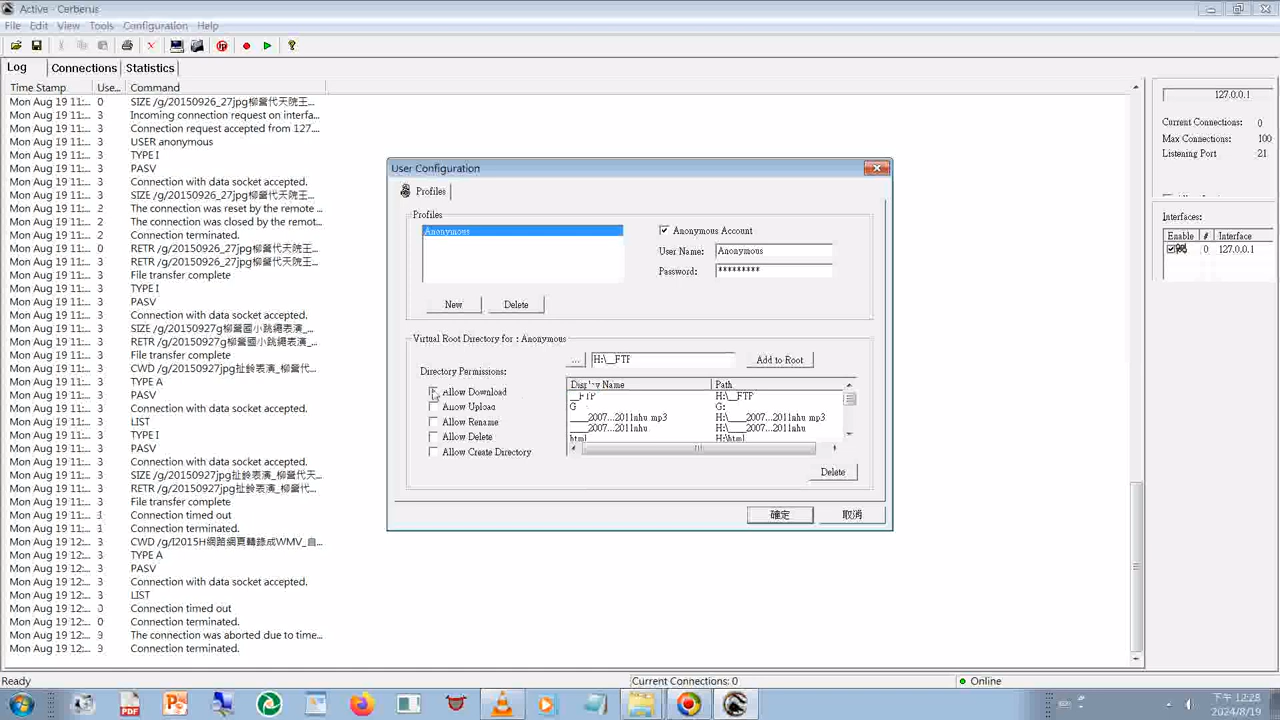 Active - Cerberus
File Edit View Tools Configuration Help
Log Connections Statistics
Time Stamp Use... Command
Mon Aug 19 11:... 0 SIZE /g/20150926_27jpg柳營代天院王...
Mon Aug 19 11:... 3 Incoming connection request on interfa...
Mon Aug 19 11:... 3 Connection request accepted from 127....
Mon Aug 19 11:... 3 USER anonymous
Mon Aug 19 11:... 3 TYPE I
Mon Aug 19 11:... 3 PASV
Mon Aug 19 11:... 3 Connection with data socket accepted.
Mon Aug 19 11:... 3 SIZE /g/20150926_27jpg柳營代天院王...
Mon Aug 19 11:... 2 The connection was reset by the remote ...
Mon Aug 19 11:... 2 The connection was closed by the remot...
Mon Aug 19 11:... 2 Connection terminated.
Mon Aug 19 11:... 0 RETR /g/20150926_27jpg柳營代天院王...
Mon Aug 19 11:... 3 RETR /g/20150926_27jpg柳營代天院王...
Mon Aug 19 11:... 3 File transfer complete
Mon Aug 19 11:... 3 TYPE I
Mon Aug 19 11:... 3 PASV
Mon Aug 19 11:... 3 Connection with data socket accepted.
Mon Aug 19 11:... 3 SIZE /g/20150927g柳營國小跳繩表演_...
Mon Aug 19 11:... 3 RETR /g/20150927g柳營國小跳繩表演_...
Mon Aug 19 11:... 3 File transfer complete
Mon Aug 19 11:... 3 CWD /g/20150927jpg扯鈴表演_柳營代...
Mon Aug 19 11:... 3 TYPE A
Mon Aug 19 11:... 3 PASV
Mon Aug 19 11:... 3 Connection with data socket accepted.
Mon Aug 19 11:... 3 LIST
Mon Aug 19 11:... 3 TYPE I
Mon Aug 19 11:... 3 PASV
Mon Aug 19 11:... 3 Connection with data socket accepted.
Mon Aug 19 11:... 3 SIZE /g/20150927jpg扯鈴表演_柳營代天...
Mon Aug 19 11:... 3 RETR /g/20150927jpg扯鈴表演_柳營代...
Mon Aug 19 11:... 3 File transfer complete
Mon Aug 19 11:... 3 Connection timed out
Mon Aug 19 11:... 3 Connection terminated.
Mon Aug 19 12:... 3 CWD /g/I2015H網路網頁轉錄成WMV_自...
Mon Aug 19 12:... 3 TYPE A
Mon Aug 19 12:... 3 PASV
Mon Aug 19 12:... 3 Connection with data socket accepted.
Mon Aug 19 12:... 3 LIST
Mon Aug 19 12:... 0 Connection timed out
Mon Aug 19 12:... 0 Connection terminated.
Mon Aug 19 12:... The connection was aborted due to time...
Mon Aug 19 12:... Connection terminated.
User Configuration
Profiles
Profiles
Anonymous
Anonymous Account
User Name: Anonymous
Password: *********
New Delete
Virtual Root Directory for : Anonymous
... H:\__FTP Add to Root
Directory Permissions:
Allow Download
Allow Upload
Allow Rename
Allow Delete
Allow Create Directory
Display Name Path
__FTP H:\__FTP
G G:
____2007...2011ahu mp3 H:\____2007...2011ahu mp3
____2007...2011ahu H:\____2007...2011ahu
html H:\html
Delete
確定 取消
127.0.0.1
Current Connections: 0
Max Connections: 100
Listening Port 21
Interfaces:
Enable # Interface
0 127.0.0.1
Ready Current Connections: 0 Online
PDF
下午 12:28
2024/8/19